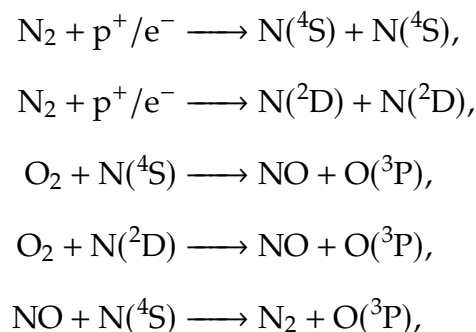 N₂ + p⁺/e⁻ ⟶ N(⁴S) + N(⁴S),
N₂ + p⁺/e⁻ ⟶ N(²D) + N(²D),
O₂ + N(⁴S) ⟶ NO + O(³P),
O₂ + N(²D) ⟶ NO + O(³P),
NO + N(⁴S) ⟶ N₂ + O(³P),